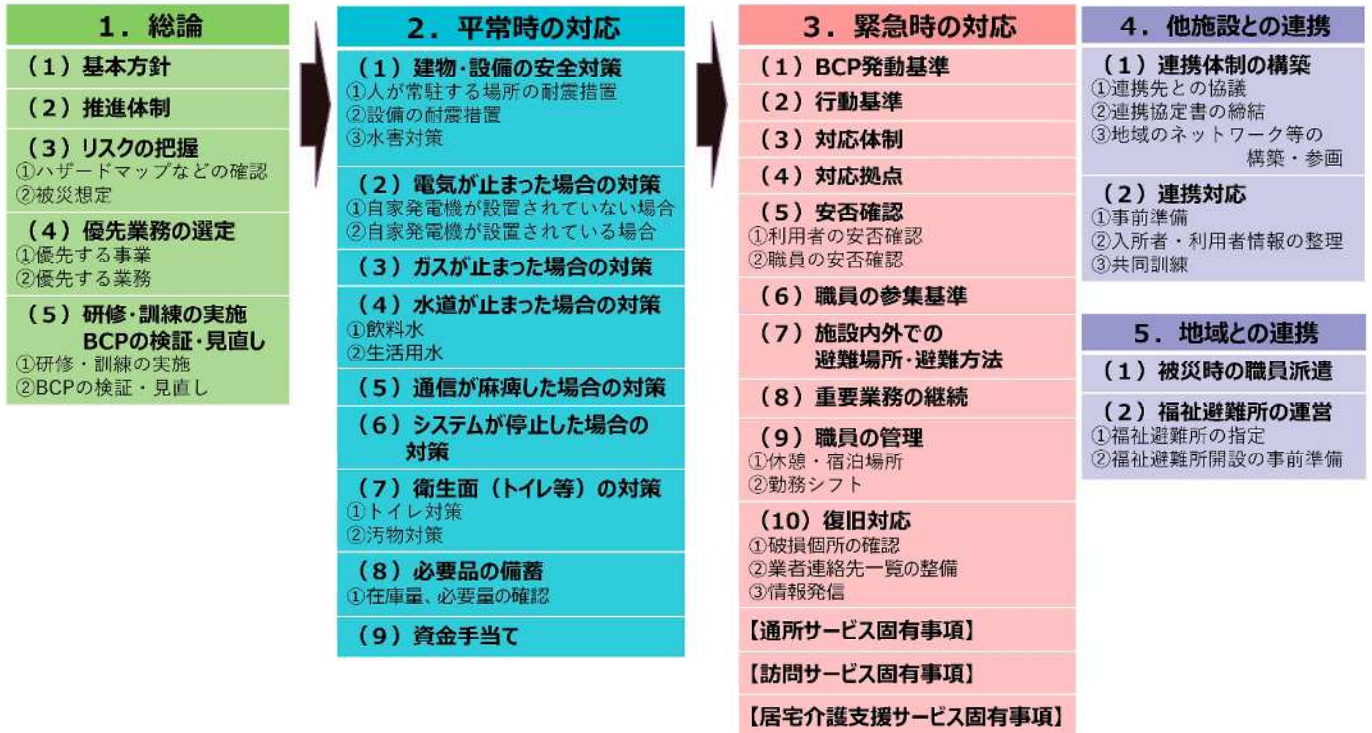 1．総論
（1）基本方針
（2）推進体制
（3）リスクの把握
①ハザードマップなどの確認
②被災想定
（4）優先業務の選定
①優先する事業
②優先する業務
（5）研修・訓練の実施
BCPの検証・見直し
①研修・訓練の実施
②BCPの検証・見直し
2．平常時の対応
（1）建物・設備の安全対策
①人が常駐する場所の耐震措置
②設備の耐震措置
③水害対策
（2）電気が止まった場合の対策
①自家発電機が設置されていない場合
②自家発電機が設置されている場合
（3）ガスが止まった場合の対策
（4）水道が止まった場合の対策
①飲料水
②生活用水
（5）通信が麻痺した場合の対策
（6）システムが停止した場合の
対策
（7）衛生面（トイレ等）の対策
①トイレ対策
②汚物対策
（8）必要品の備蓄
①在庫量、必要量の確認
（9）資金手当て
3．緊急時の対応
（1）BCP発動基準
（2）行動基準
（3）対応体制
（4）対応拠点
（5）安否確認
①利用者の安否確認
②職員の安否確認
（6）職員の参集基準
（7）施設内外での
避難場所・避難方法
（8）重要業務の継続
（9）職員の管理
①休憩・宿泊場所
②勤務シフト
（10）復旧対応
①破損個所の確認
②業者連絡先一覧の整備
③情報発信
【通所サービス固有事項】
【訪問サービス固有事項】
【居宅介護支援サービス固有事項】
4．他施設との連携
（1）連携体制の構築
①連携先との協議
②連携協定書の締結
③地域のネットワーク等の
構築・参画
（2）連携対応
①事前準備
②入所者・利用者情報の整理
③共同訓練
5．地域との連携
（1）被災時の職員派遣
（2）福祉避難所の運営
①福祉避難所の指定
②福祉避難所開設の事前準備